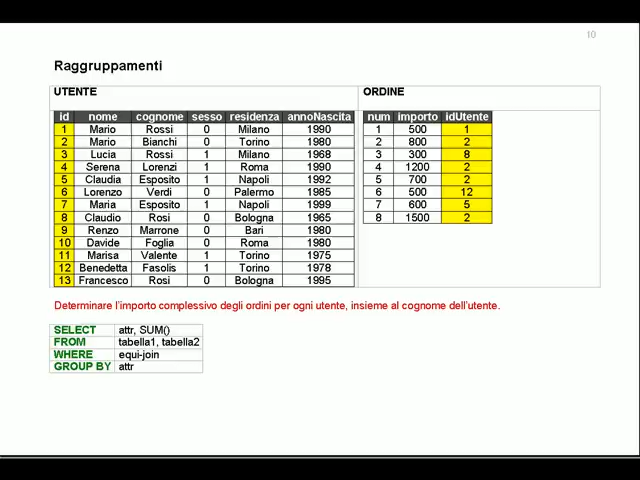 10
Raggruppamenti
UTENTE ORDINE
id nome cognome sesso residenza annoNascita num importo idUtente
1 Mario Rossi 0 Milano 1990 1 500 1
2 Mario Bianchi 0 Torino 1980 2 800 2
3 Lucia Rossi 1 Milano 1968 3 300 8
4 Serena Lorenzi 1 Roma 1990 4 1200 2
5 Claudia Esposito 1 Napoli 1992 5 700 2
6 Lorenzo Verdi 0 Palermo 1985 6 500 12
7 Maria Esposito 1 Napoli 1999 7 600 5
8 Claudio Rosi 0 Bologna 1965 8 1500 2
9 Renzo Marrone 0 Bari 1980
10 Davide Foglia 0 Roma 1980
11 Marisa Valente 1 Torino 1975
12 Benedetta Fasolis 1 Torino 1978
13 Francesco Rosi 0 Bologna 1995
Determinare l'importo complessivo degli ordini per ogni utente, insieme al cognome dell'utente.
SELECT attr, SUM()
FROM tabella1, tabella2
WHERE equi-join
GROUP BY attr